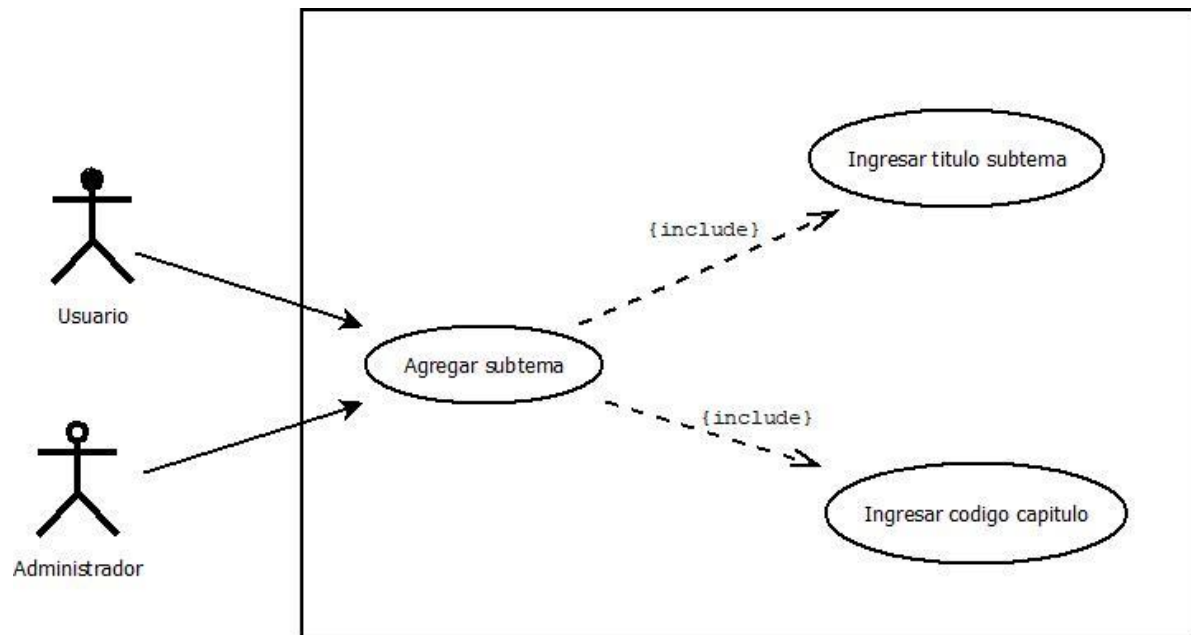 Ingresar titulo subtema
{include}
Usuario
Agregar subtema
{include}
Ingresar codigo capitulo
Administrador